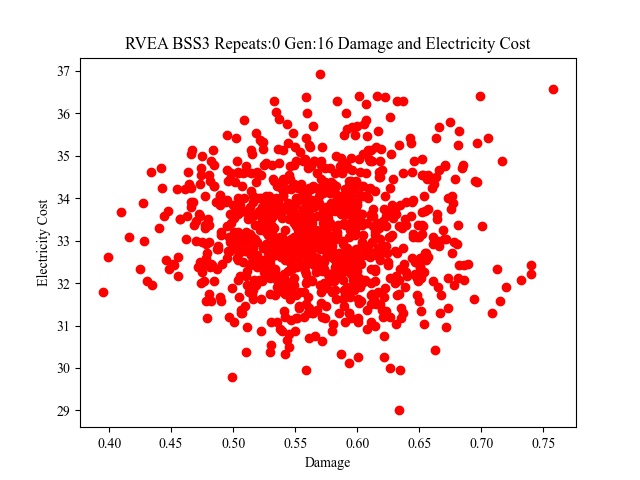 RVEA BSS3 Repeats:0 Gen:16 Damage and Electricity Cost
37
36
35
34
33
32
31
30
29
Electricity Cost
0.40 0.45 0.50 0.55 0.60 0.65 0.70 0.75
Damage